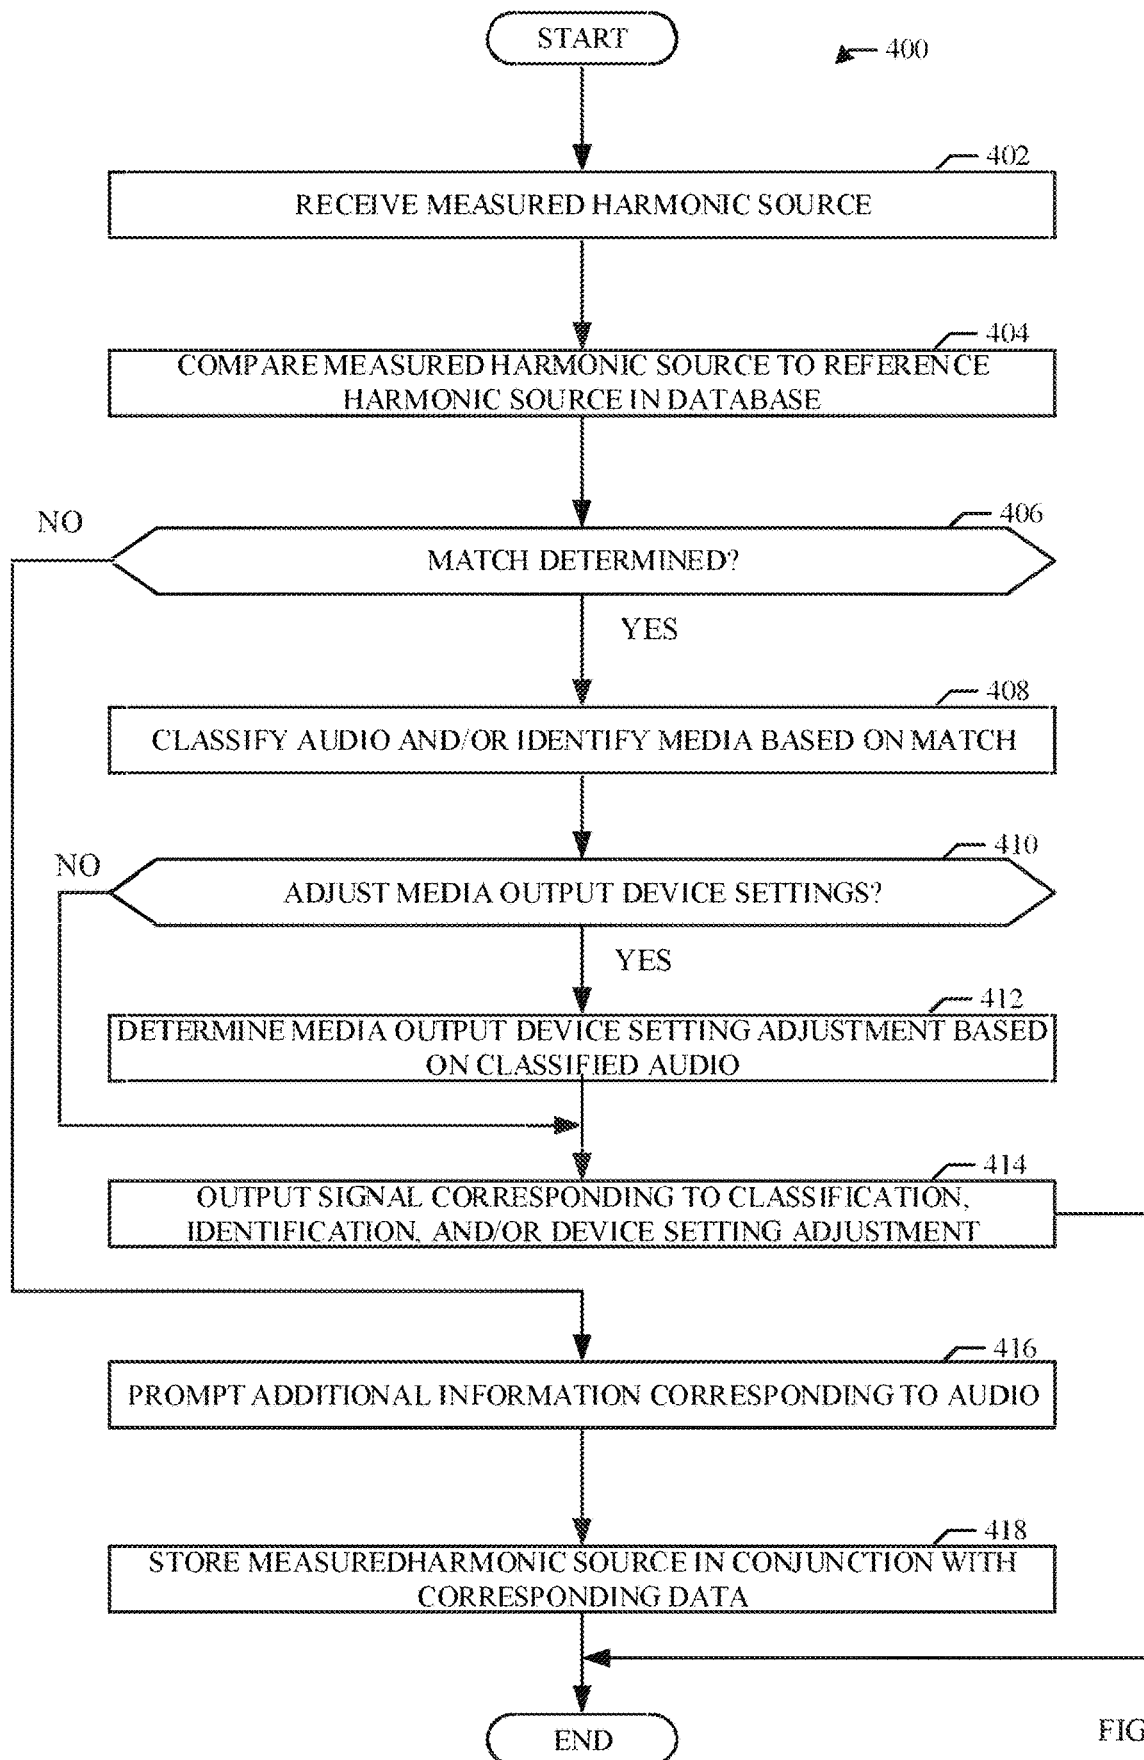 START
400
402
RECEIVE MEASURED HARMONIC SOURCE
404
COMPARE MEASURED HARMONIC SOURCE TO REFERENCE
HARMONIC SOURCE IN DATABASE
NO
406
MATCH DETERMINED?
YES
408
CLASSIFY AUDIO AND/OR IDENTIFY MEDIA BASED ON MATCH
NO
410
ADJUST MEDIA OUTPUT DEVICE SETTINGS?
YES
412
DETERMINE MEDIA OUTPUT DEVICE SETTING ADJUSTMENT BASED
ON CLASSIFIED AUDIO
414
OUTPUT SIGNAL CORRESPONDING TO CLASSIFICATION,
IDENTIFICATION, AND/OR DEVICE SETTING ADJUSTMENT
416
PROMPT ADDITIONAL INFORMATION CORRESPONDING TO AUDIO
418
STORE MEASUREDHARMONIC SOURCE IN CONJUNCTION WITH
CORRESPONDING DATA
END
FIG